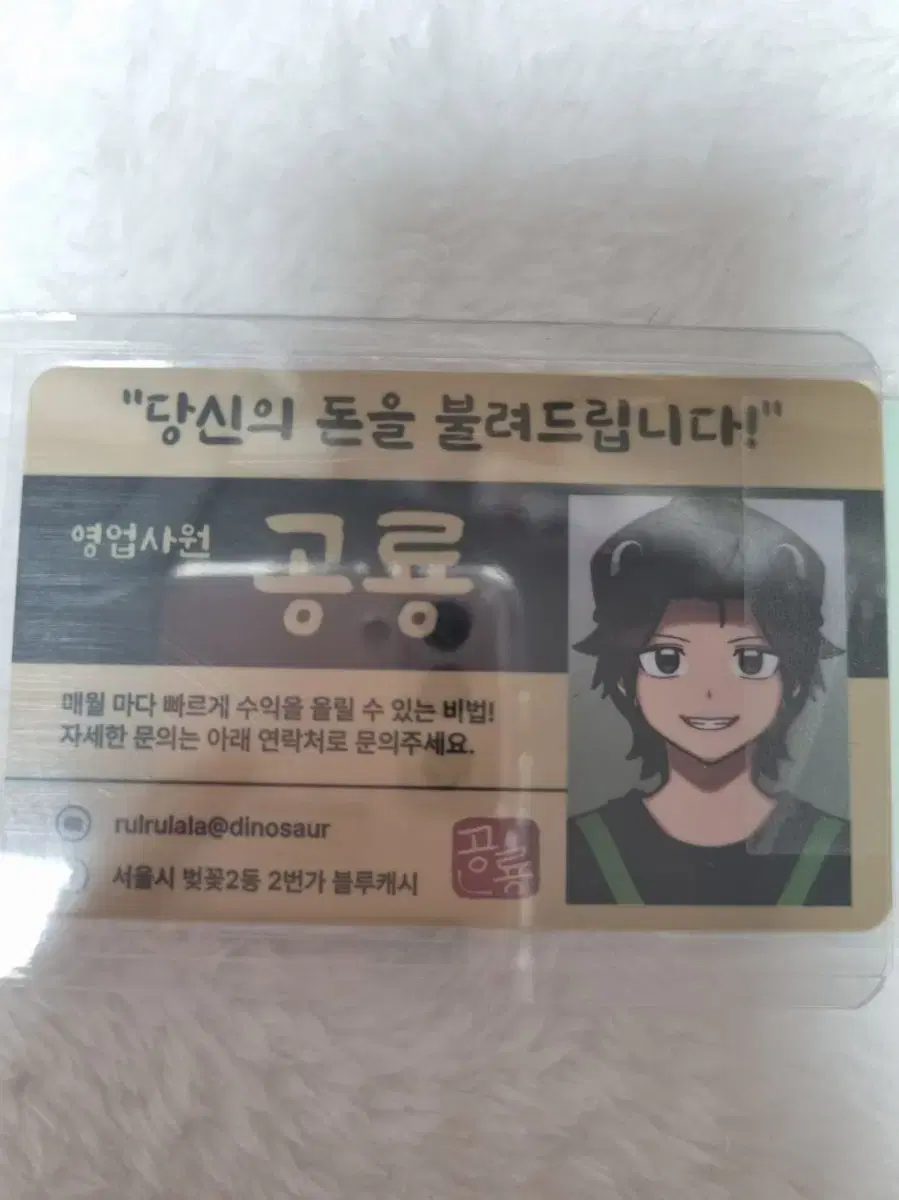 "당신의 돈을 불려드립니다!"
영업사원 공룡
매월 마다 빠르게 수익을 올릴 수 있는 비법!
자세한 문의는 아래 연락처로 문의주세요.
rulrulala@dinosaur
서울시 벚꽃2동 2번가 블루캐시
공룡